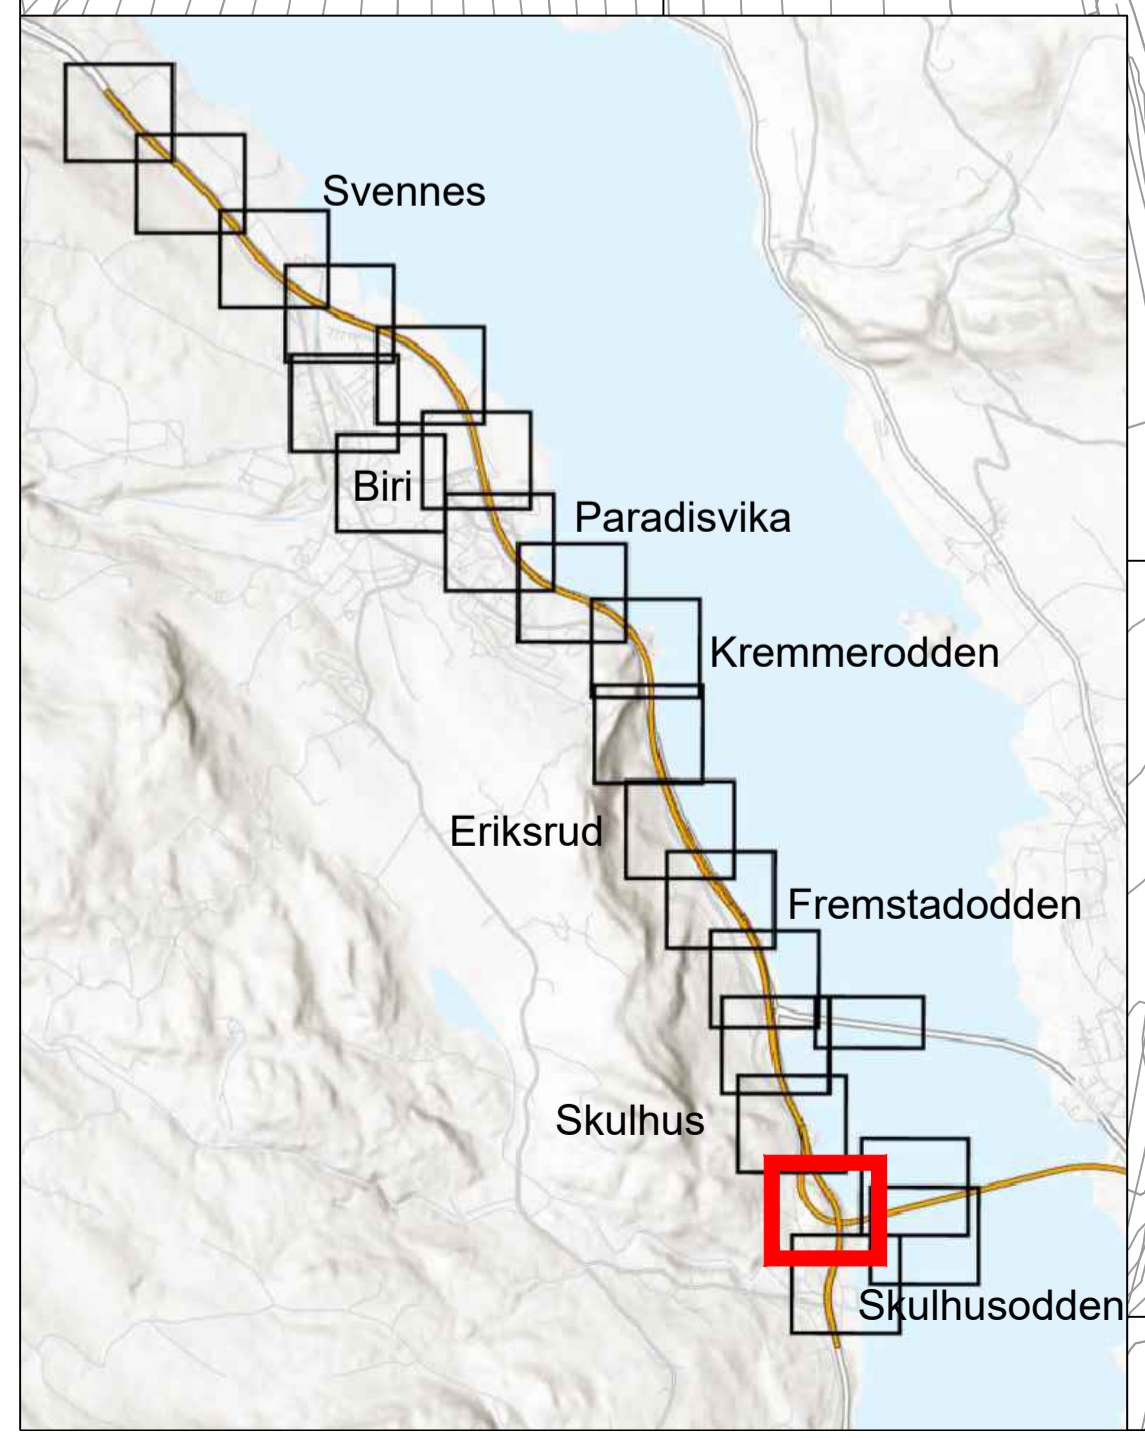 Svennes
Biri
Paradisvika
Kremmerodden
Eriksrud
Fremstadodden
Skulhus
Skulhusodden